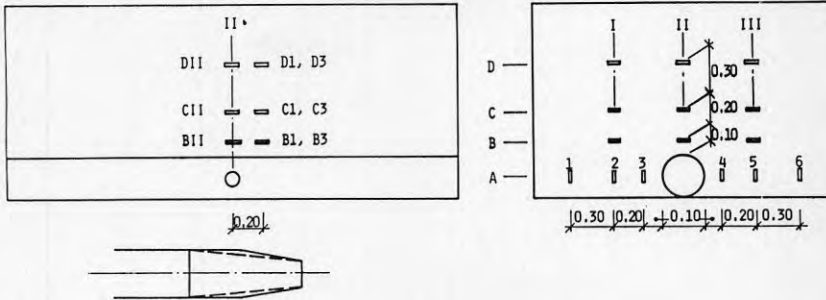 II
DII D1, D3
CII C1, C3
BII B1, B3
0.20
I II III
D
0.30
C
0.20
B
0.10
1 2 3 4 5 6
A
0.30 0.20 0.10 0.20 0.30